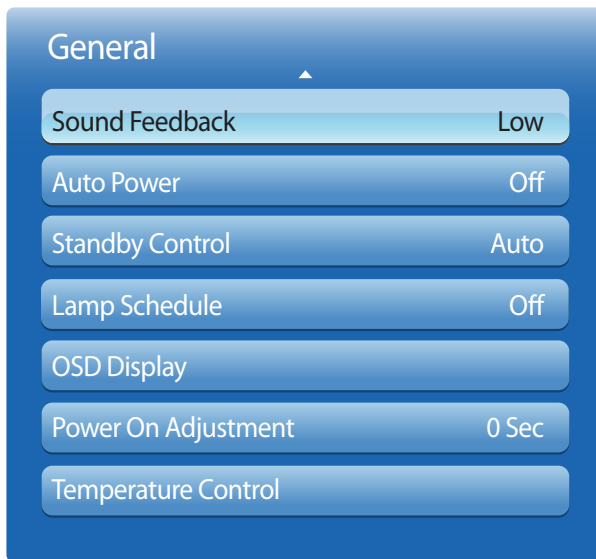 General
Sound Feedback Low
Auto Power Off
Standby Control Auto
Lamp Schedule Off
OSD Display
Power On Adjustment 0 Sec
Temperature Control